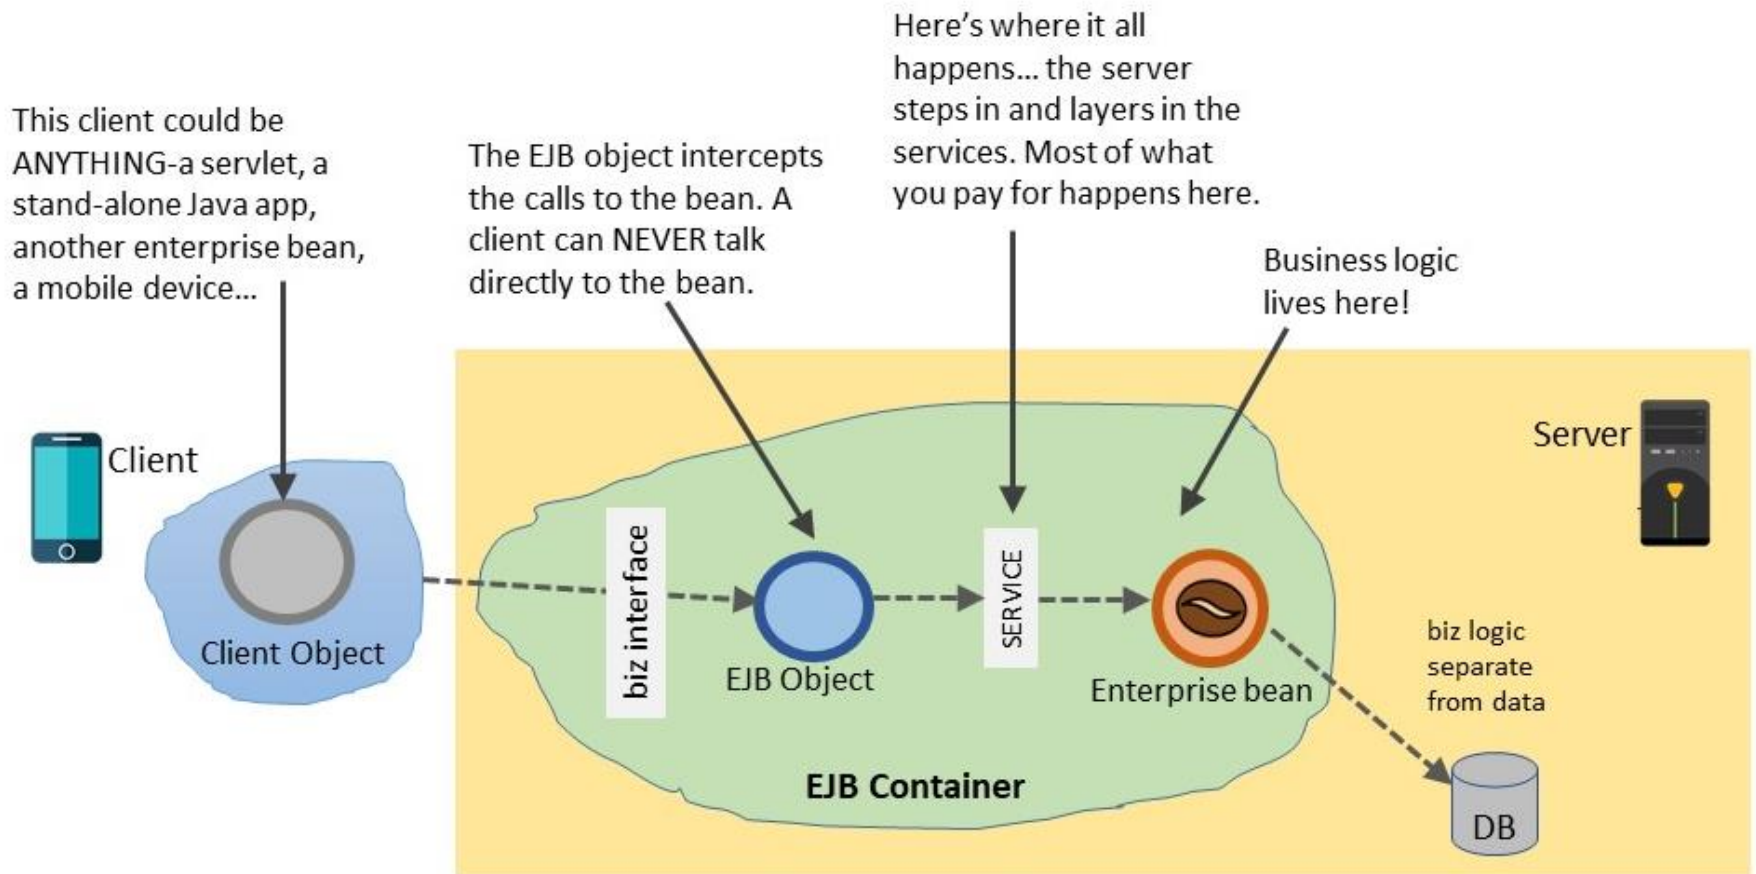 This client could be
ANYTHING-a servlet, a
stand-alone Java app,
another enterprise bean,
a mobile device...
The EJB object intercepts
the calls to the bean. A
client can NEVER talk
directly to the bean.
Here’s where it all
happens... the server
steps in and layers in the
services. Most of what
you pay for happens here.
Business logic
lives here!
Client
Client Object
biz interface
EJB Object
SERVICE
Enterprise bean
EJB Container
Server
biz logic
separate
from data
DB